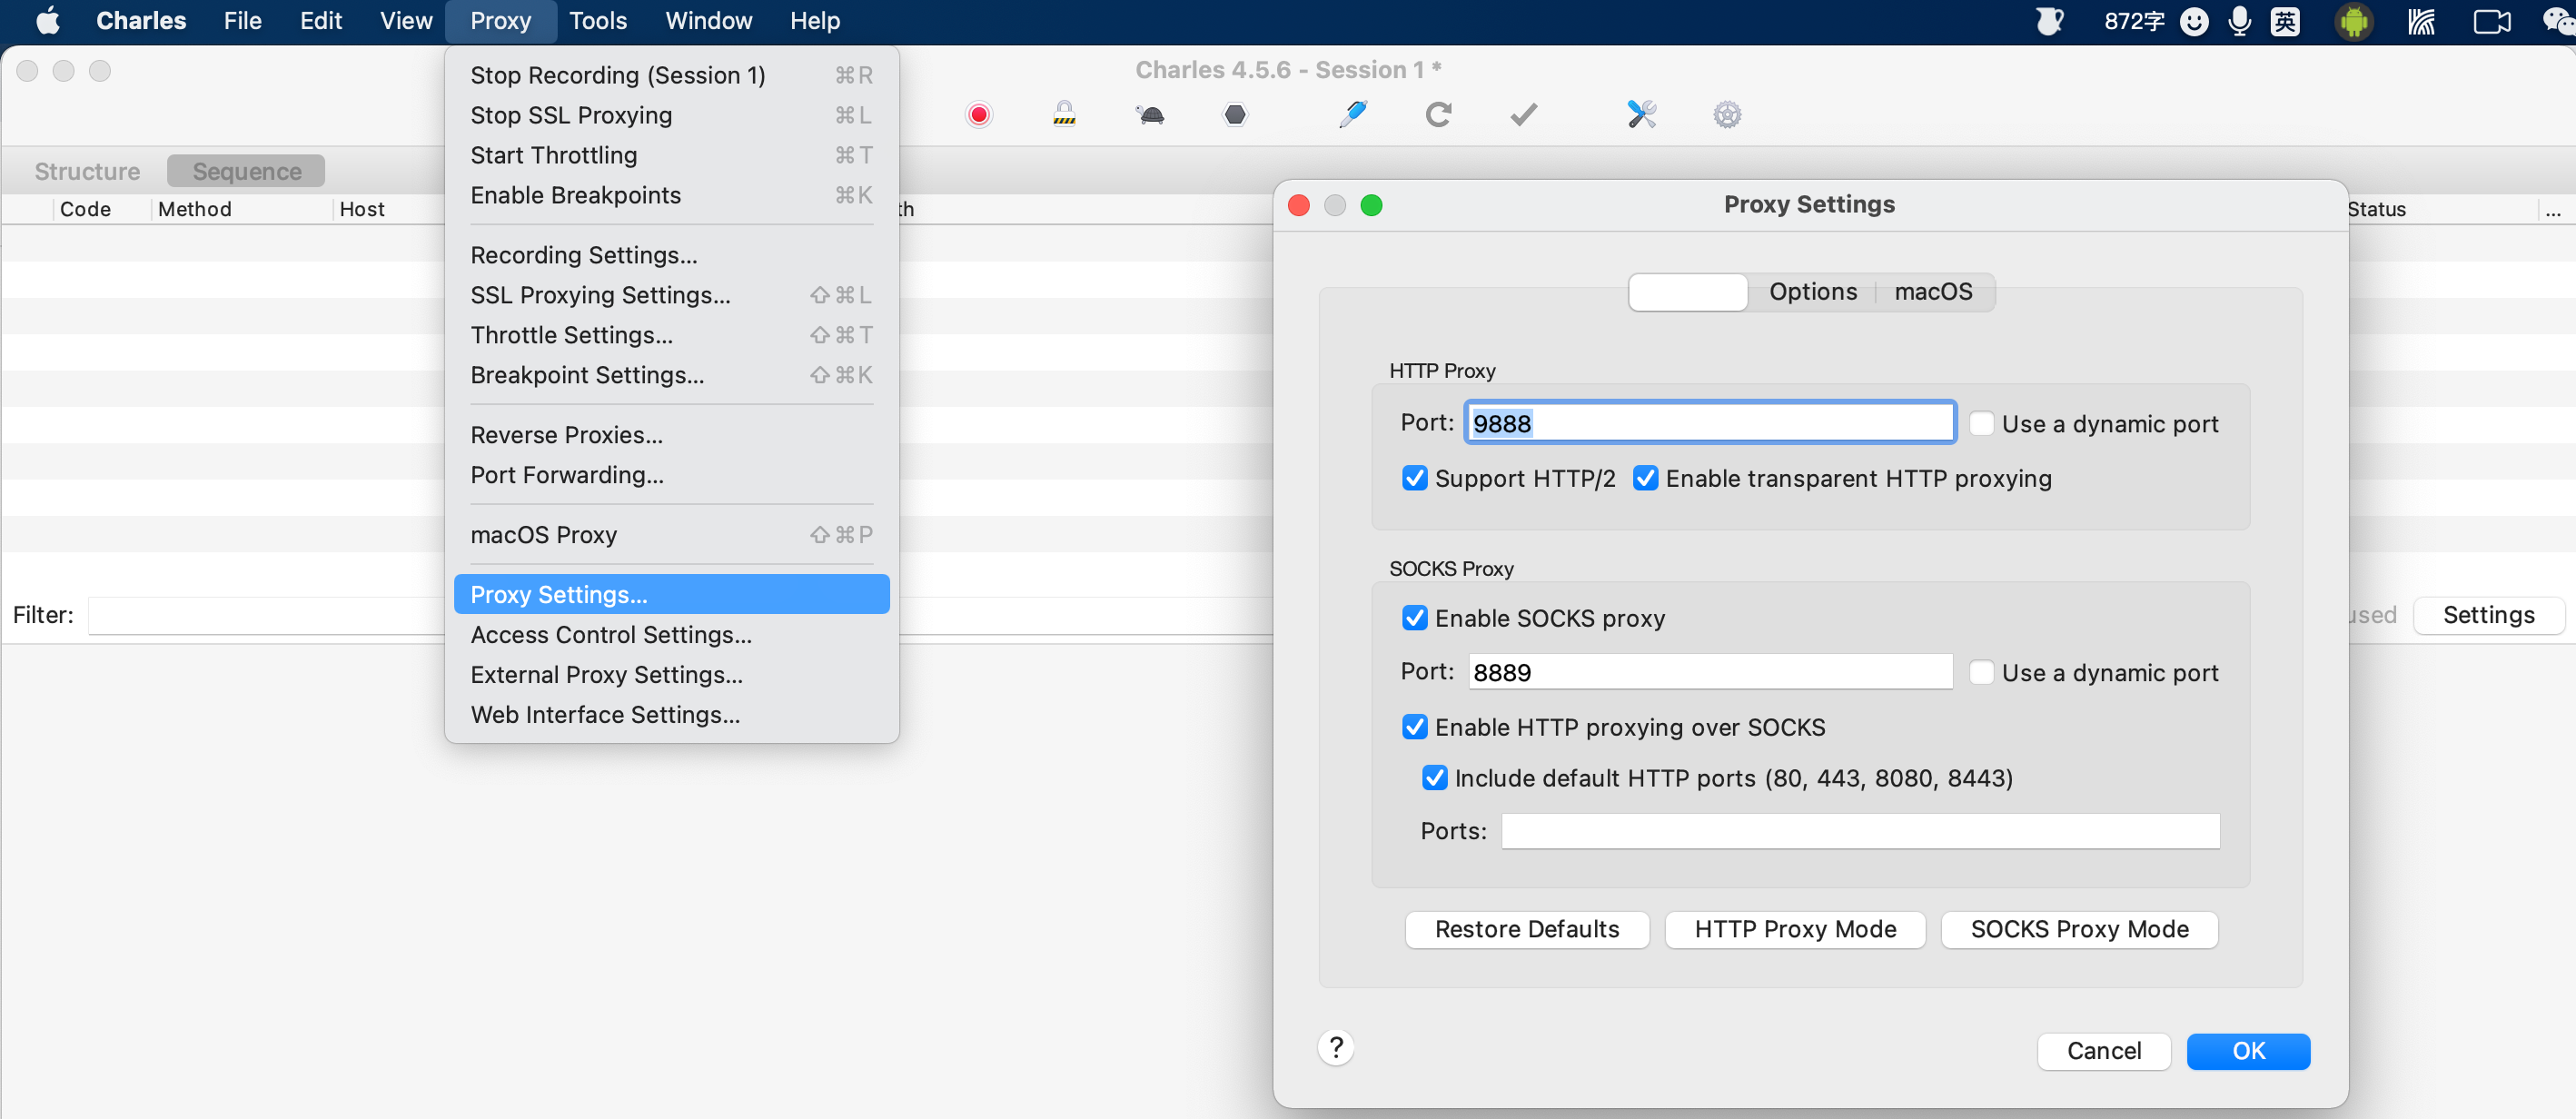 Charles File Edit View Proxy Tools Window Help 872字 英
Charles 4.5.6 - Session 1 *
Stop Recording (Session 1) ⌘R
Stop SSL Proxying ⌘L
Start Throttling ⌘T
Enable Breakpoints ⌘K
Recording Settings...
SSL Proxying Settings... ⇧⌘L
Throttle Settings... ⇧⌘T
Breakpoint Settings... ⇧⌘K
Reverse Proxies...
Port Forwarding...
macOS Proxy ⇧⌘P
Proxy Settings...
Access Control Settings...
External Proxy Settings...
Web Interface Settings...
Structure Sequence
Code Method Host th Status ...
Filter: used Settings
Proxy Settings
Options macOS
HTTP Proxy
Port: 9888 Use a dynamic port
Support HTTP/2 Enable transparent HTTP proxying
SOCKS Proxy
Enable SOCKS proxy
Port: 8889 Use a dynamic port
Enable HTTP proxying over SOCKS
Include default HTTP ports (80, 443, 8080, 8443)
Ports:
Restore Defaults HTTP Proxy Mode SOCKS Proxy Mode
? Cancel OK